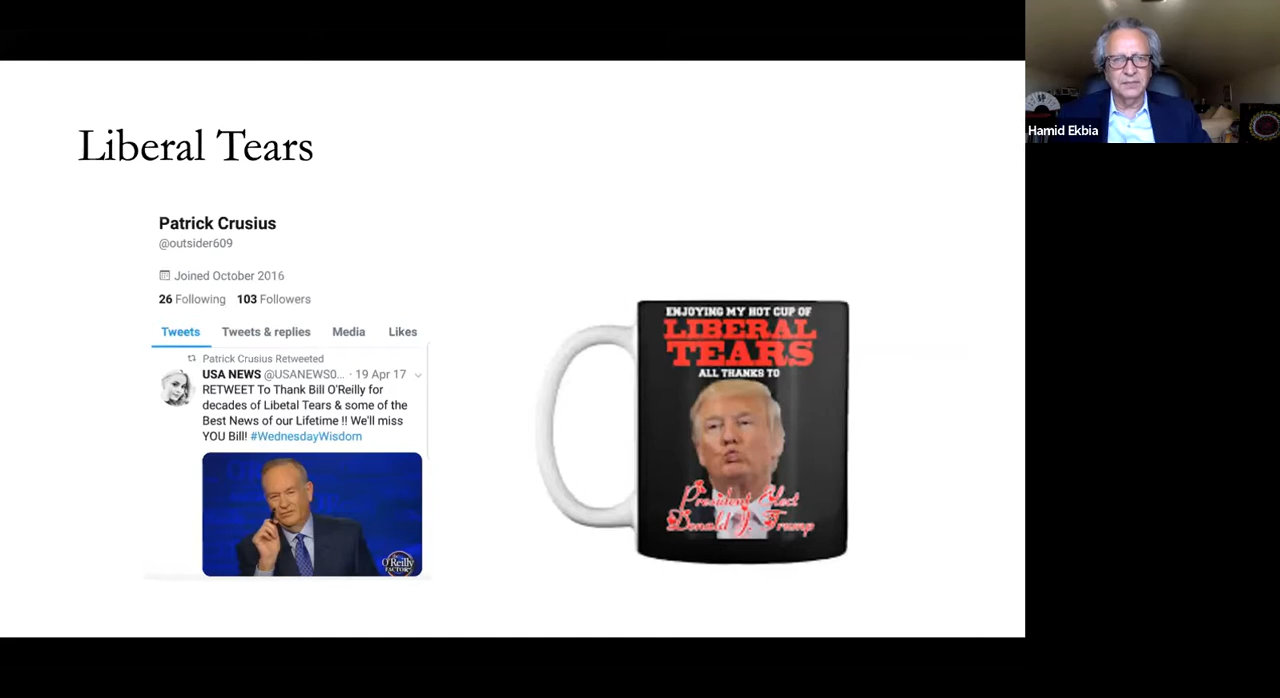 Liberal Tears
Patrick Crusius
@outsider609
Joined October 2016
26 Following 103 Followers
Tweets Tweets & replies Media Likes
Patrick Crusius Retweeted
USA NEWS @USANEWS0... · 19 Apr 17
RETWEET To Thank Bill O'Reilly for
decades of Libetal Tears & some of the
Best News of our Lifetime !! We'll miss
YOU Bill! #WednesdayWisdom
O'Reilly
FACTOR
ENJOYING MY HOT CUP OF
LIBERAL
TEARS
ALL THANKS TO
President Elect
Donald J. Trump
Hamid Ekbia